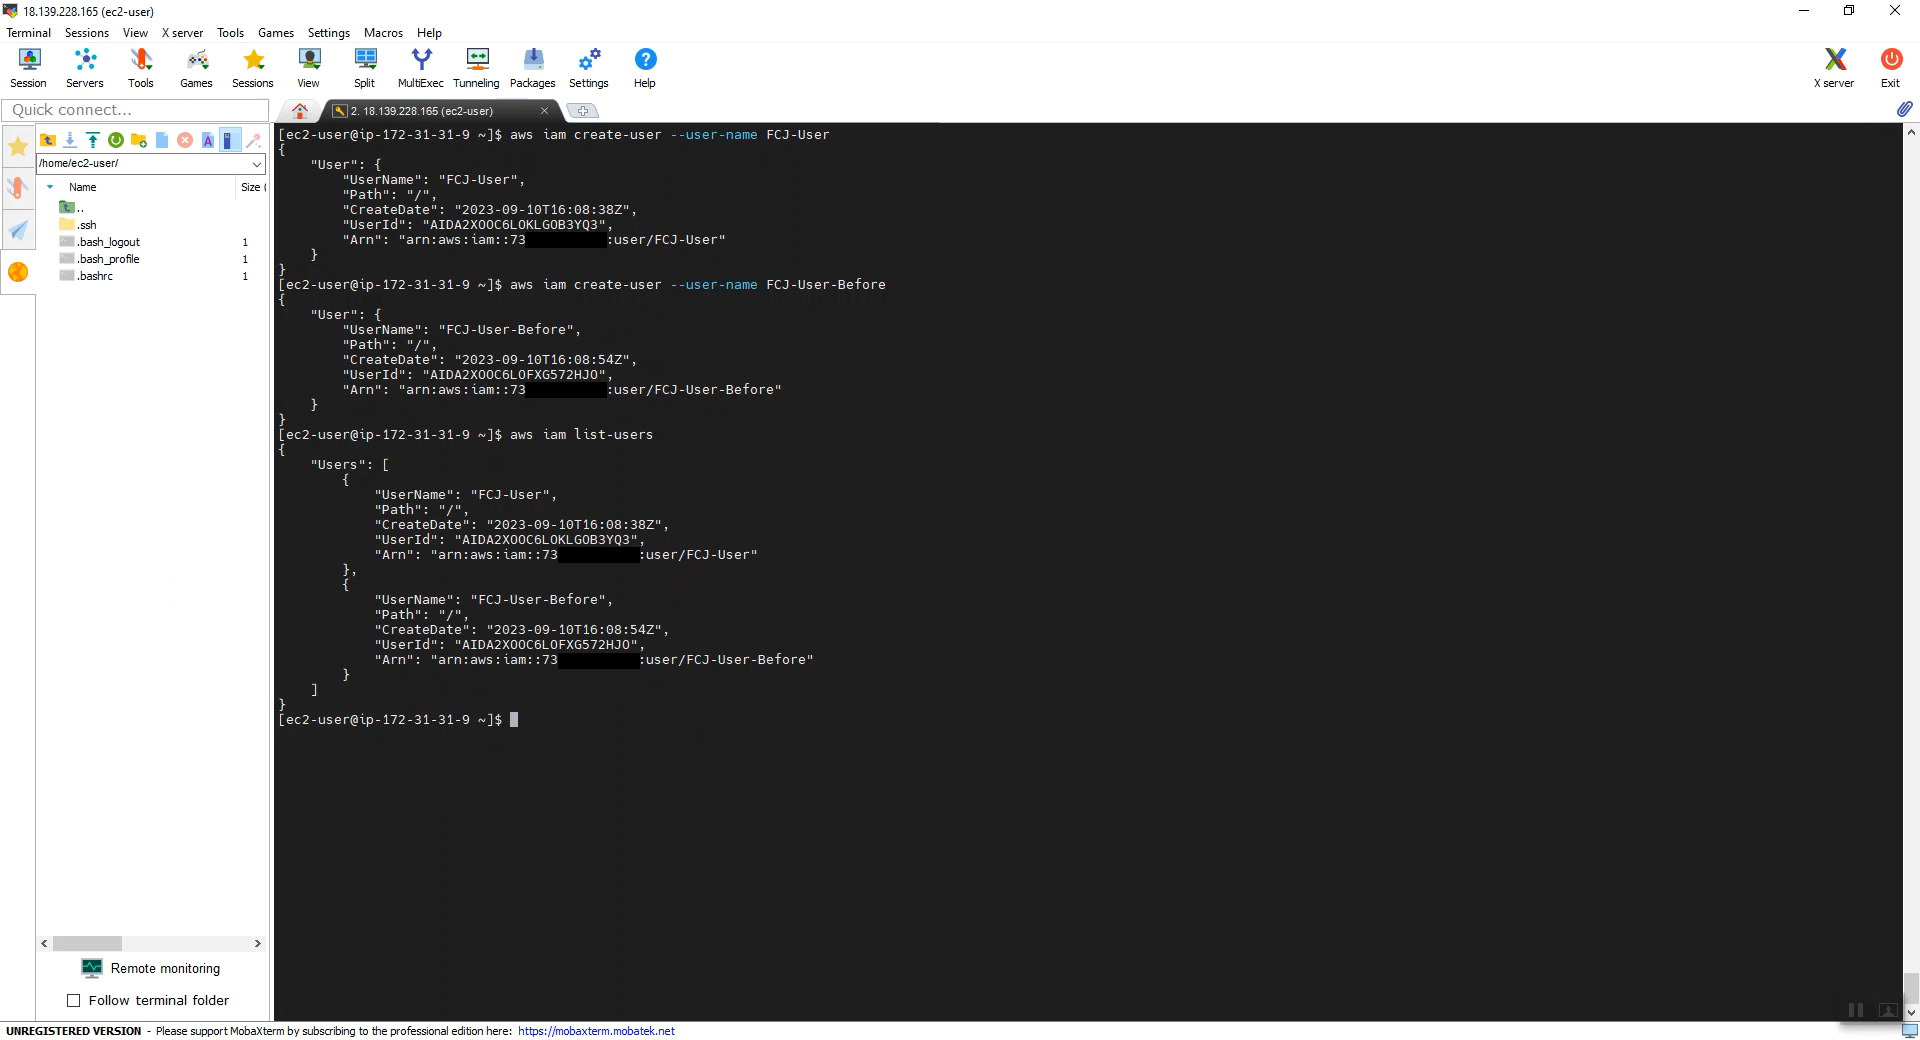 18.139.228.165 (ec2-user)
Terminal Sessions View X server Tools Games Settings Macros Help
Session Servers Tools Games Sessions View Split MultiExec Tunneling Packages Settings Help X server Exit
Quick connect...
2. 18.139.228.165 (ec2-user)
/home/ec2-user/
Name Size (
..
.ssh
.bash_logout 1
.bash_profile 1
.bashrc 1
Remote monitoring
Follow terminal folder
[ec2-user@ip-172-31-31-9 ~]$ aws iam create-user --user-name FCJ-User
{
    "User": {
        "UserName": "FCJ-User",
        "Path": "/",
        "CreateDate": "2023-09-10T16:08:38Z",
        "UserId": "AIDA2XOOC6LOKLGOB3YQ3",
        "Arn": "arn:aws:iam::73 :user/FCJ-User"
    }
}
[ec2-user@ip-172-31-31-9 ~]$ aws iam create-user --user-name FCJ-User-Before
{
    "User": {
        "UserName": "FCJ-User-Before",
        "Path": "/",
        "CreateDate": "2023-09-10T16:08:54Z",
        "UserId": "AIDA2XOOC6LOFXG572HJO",
        "Arn": "arn:aws:iam::73 :user/FCJ-User-Before"
    }
}
[ec2-user@ip-172-31-31-9 ~]$ aws iam list-users
{
    "Users": [
        {
            "UserName": "FCJ-User",
            "Path": "/",
            "CreateDate": "2023-09-10T16:08:38Z",
            "UserId": "AIDA2XOOC6LOKLGOB3YQ3",
            "Arn": "arn:aws:iam::73 :user/FCJ-User"
        },
        {
            "UserName": "FCJ-User-Before",
            "Path": "/",
            "CreateDate": "2023-09-10T16:08:54Z",
            "UserId": "AIDA2XOOC6LOFXG572HJO",
            "Arn": "arn:aws:iam::73 :user/FCJ-User-Before"
        }
    ]
}
[ec2-user@ip-172-31-31-9 ~]$
UNREGISTERED VERSION - Please support MobaXterm by subscribing to the professional edition here: https://mobaxterm.mobatek.net